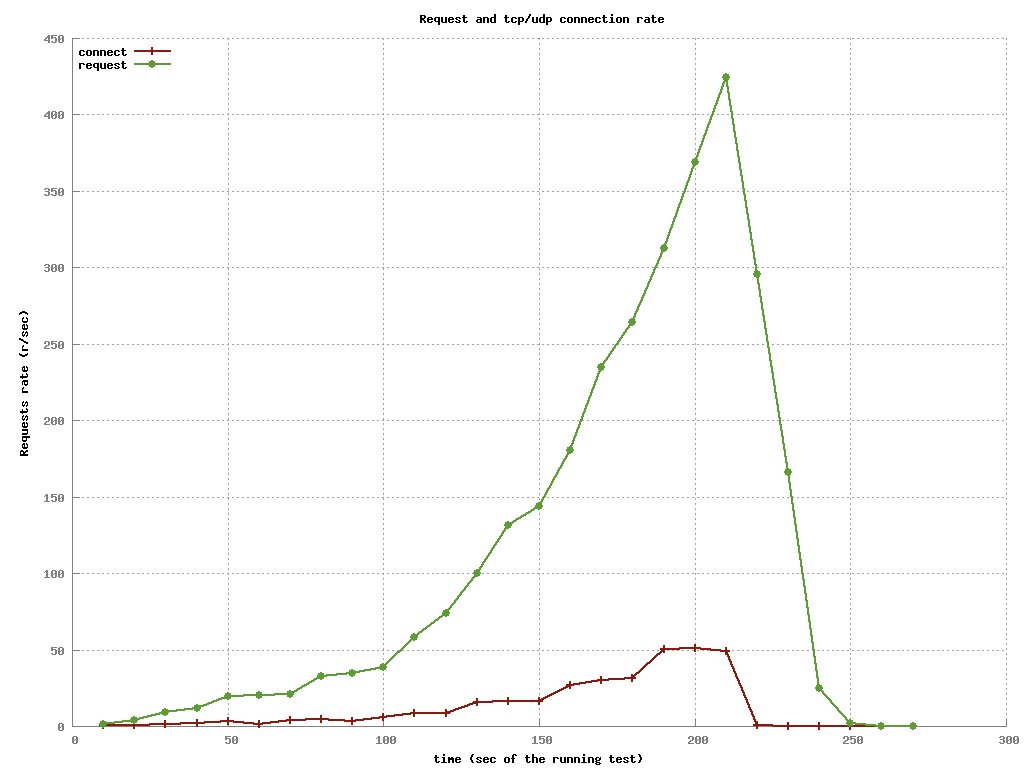 Request and tcp/udp connection rate
connect
request
450
400
350
300
250
200
150
100
50
0
Requests rate (r/sec)
0 50 100 150 200 250 300
time (sec of the running test)